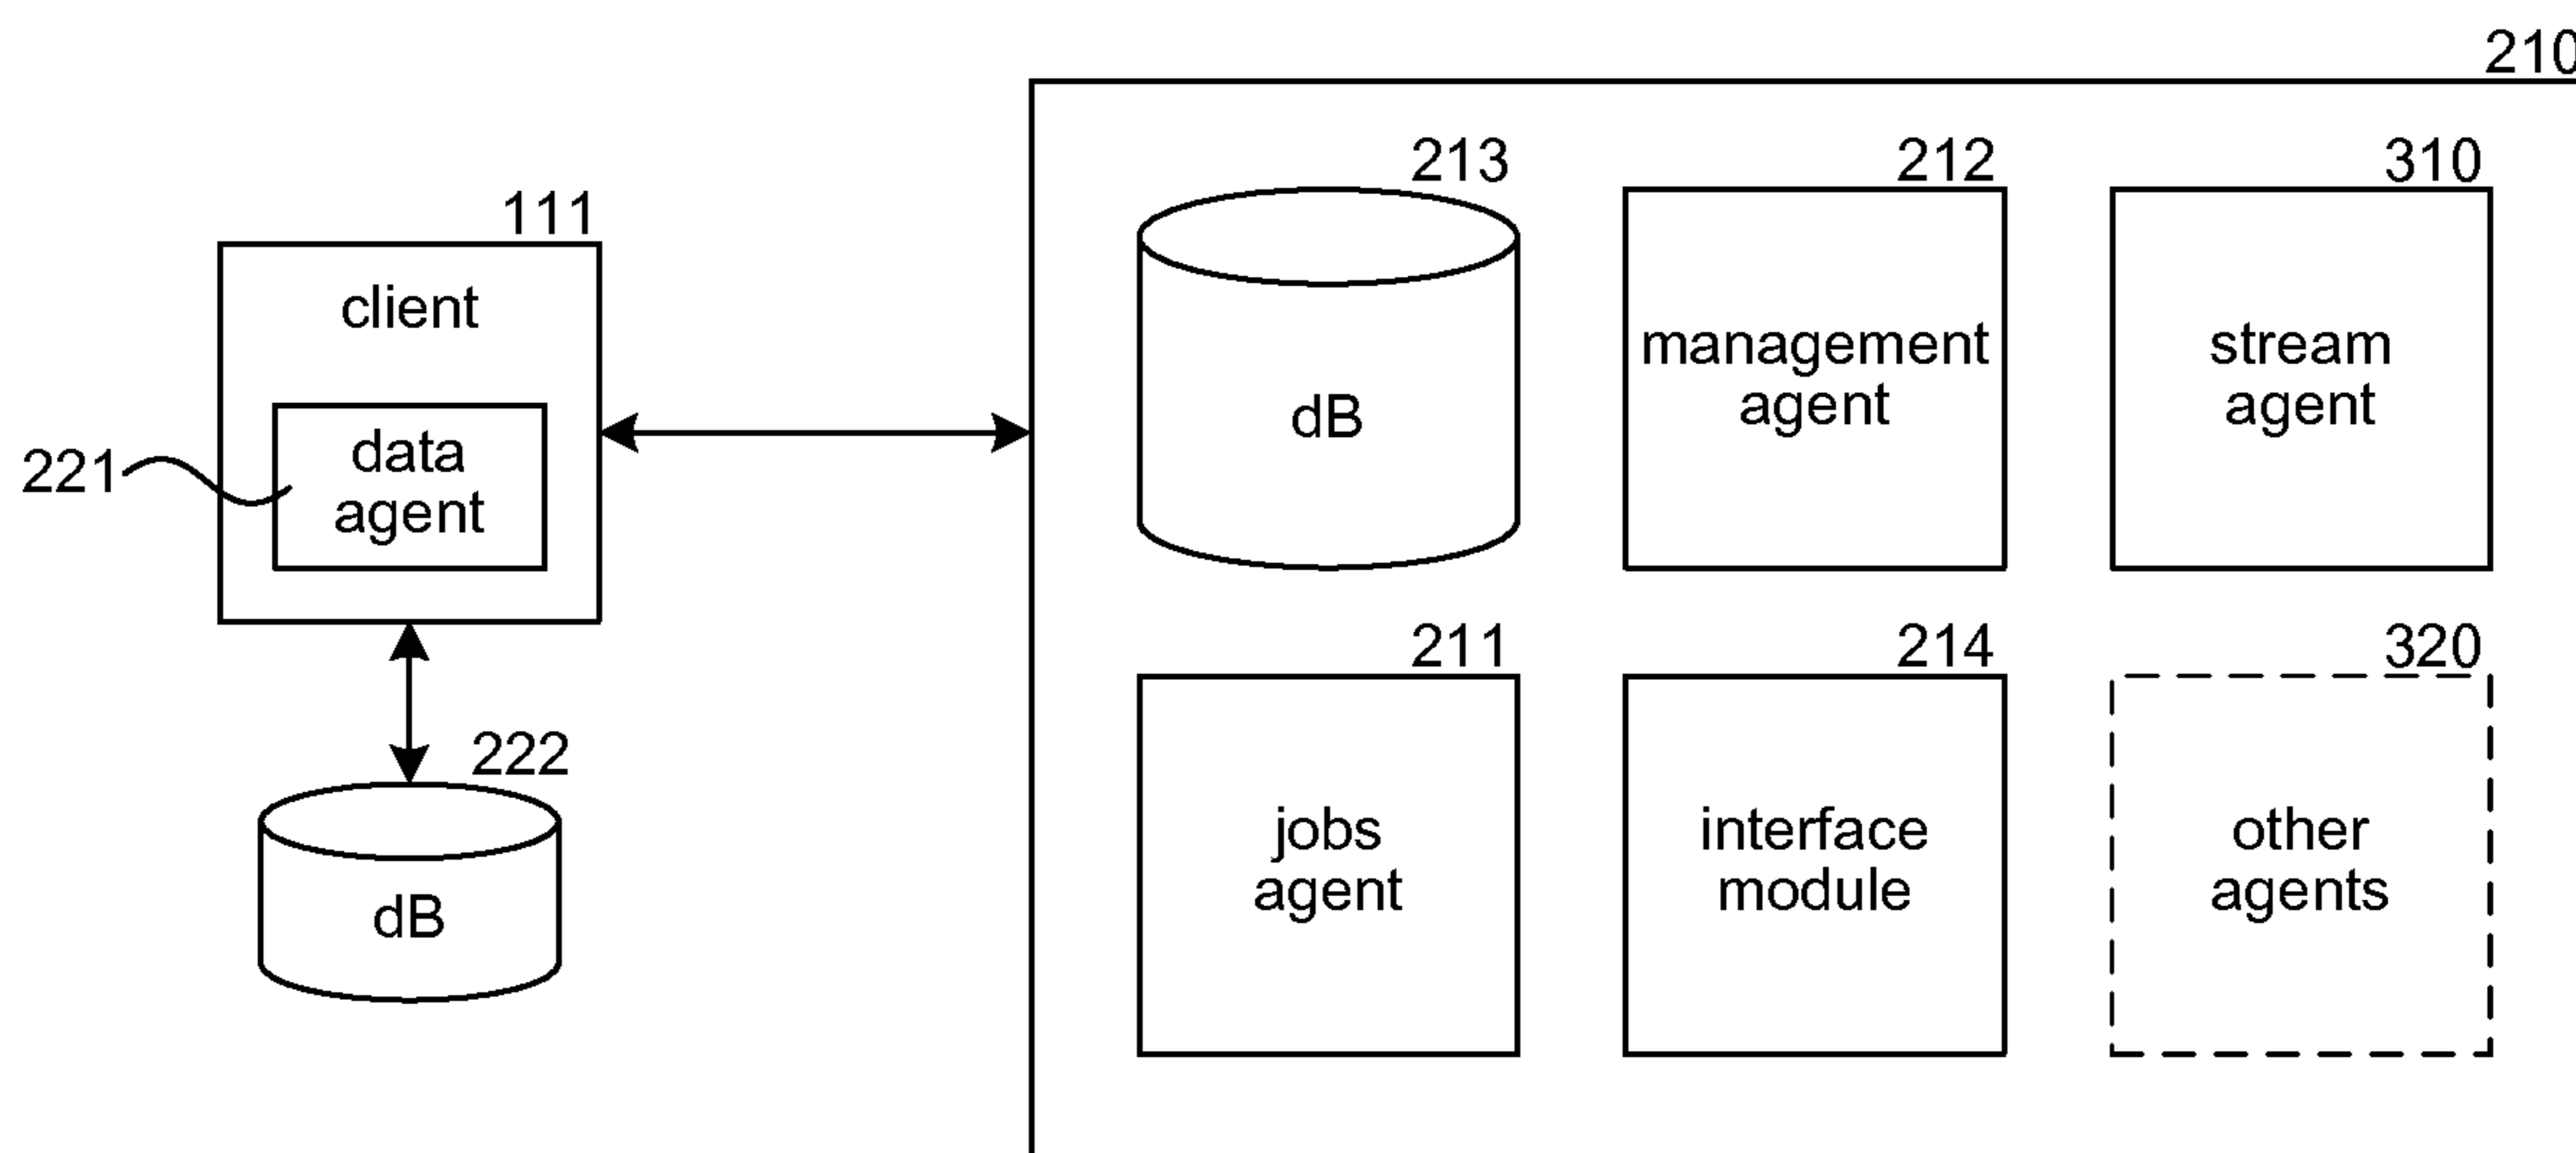 210
111
client
221
data
agent
222
dB
213
dB
212
management
agent
310
stream
agent
211
jobs
agent
214
interface
module
320
other
agents